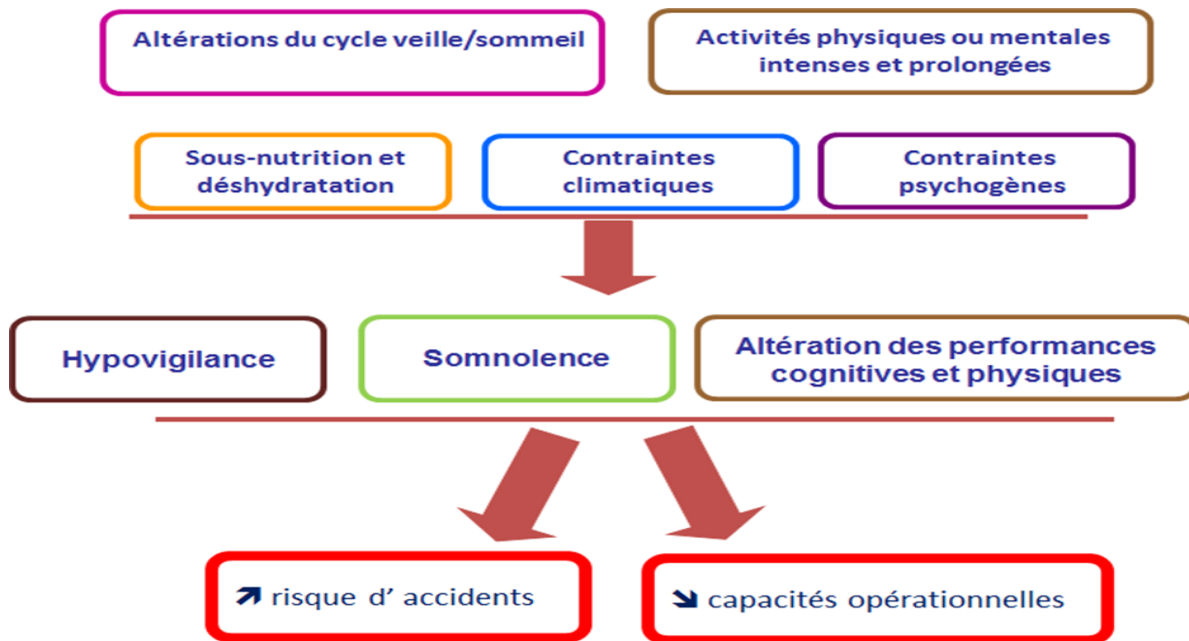 Altérations du cycle veille/sommeil
Activités physiques ou mentales
intenses et prolongées
Sous-nutrition et
déshydratation
Contraintes
climatiques
Contraintes
psychogènes
Hypovigilance
Somnolence
Altération des performances
cognitives et physiques
➚ risque d’ accidents
➘ capacités opérationnelles